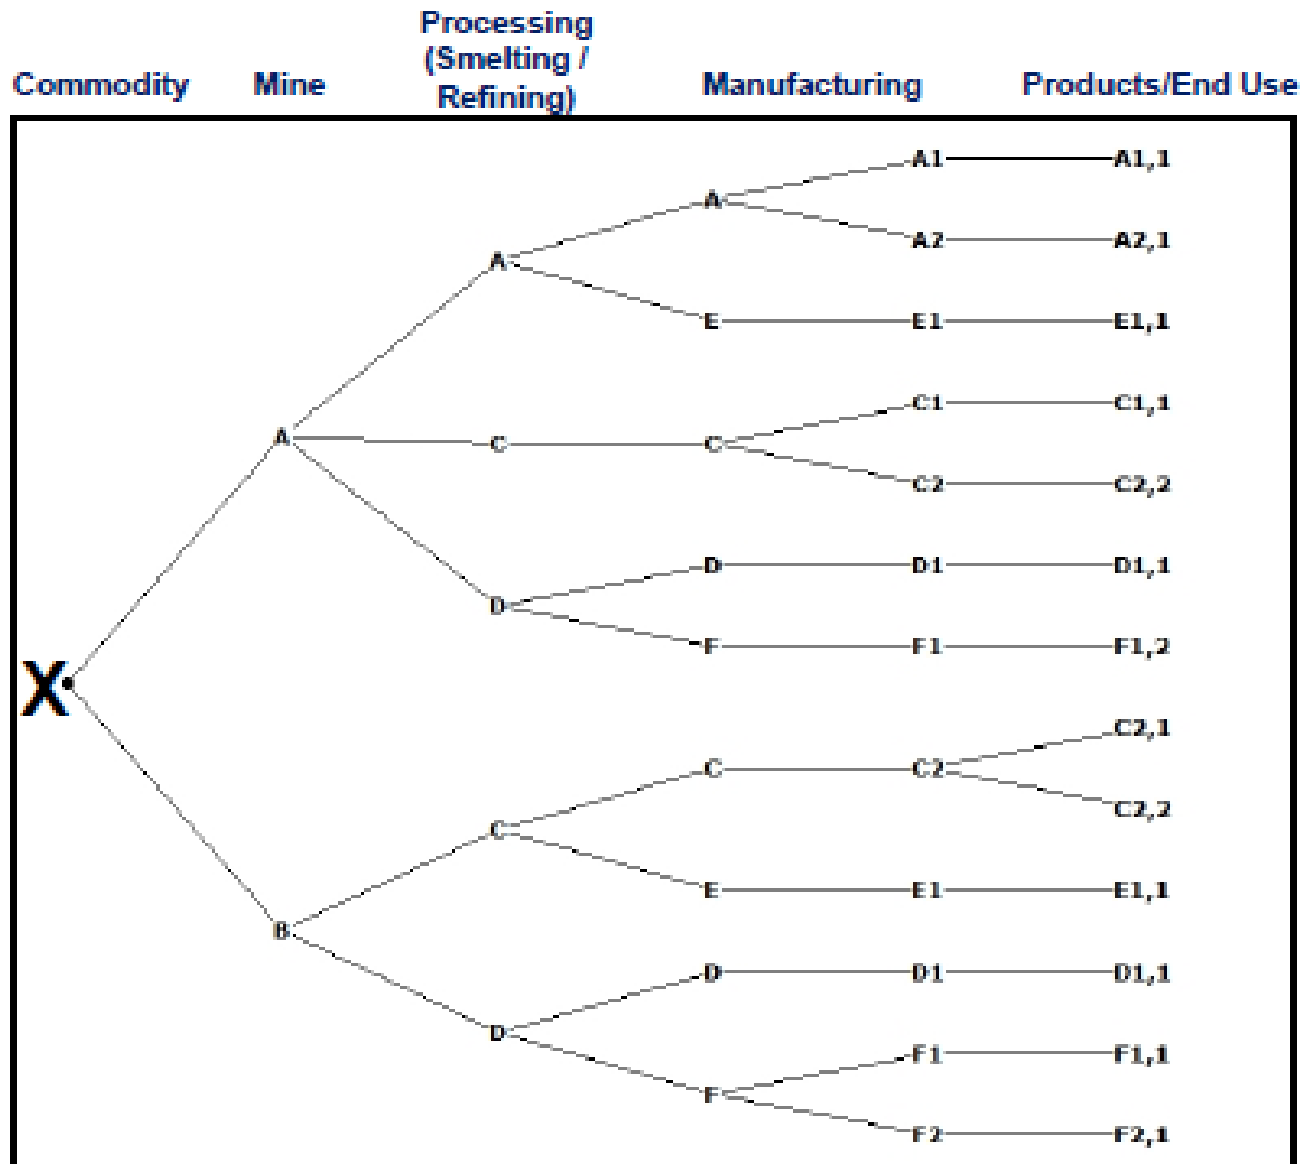 Processing
(Smelting /
Commodity Mine Refining) Manufacturing Products/End Use
A1 A1,1
A
A2 A2,1
A
E E1 E1,1
C1 C1,1
A C C
C2 C2,2
D D1 D1,1
D
F F1 F1,2
X
C2,1
C C2
C2,2
C
E E1 E1,1
B
D D1 D1,1
D
F1 F1,1
F
F2 F2,1